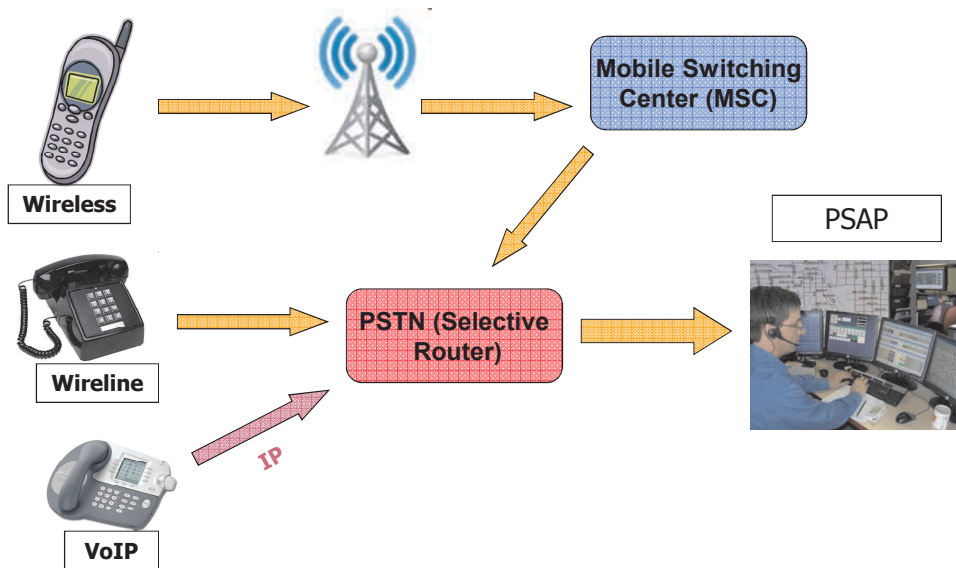 Mobile Switching
Center (MSC)
Wireless
PSAP
PSTN (Selective
Router)
Wireline
IP
VoIP